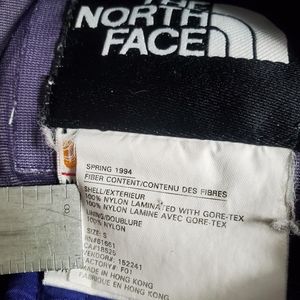 THE
NORTH
FACE
SPRING 1994
FIBER CONTENT/CONTENU DES FIBRES
SHELL/EXTERIEUR
100% NYLON LAMINATED WITH GORE-TEX
100% NYLON LAMINE AVEC GORE-TEX
LINING/DOUBLURE
100% NYLON
SIZE: S
RN#61661
CA#18525
VENDOR#: 152241
FACTORY#: F01
MADE IN HONG KONG
FABRIQUE EN HONG KONG
8